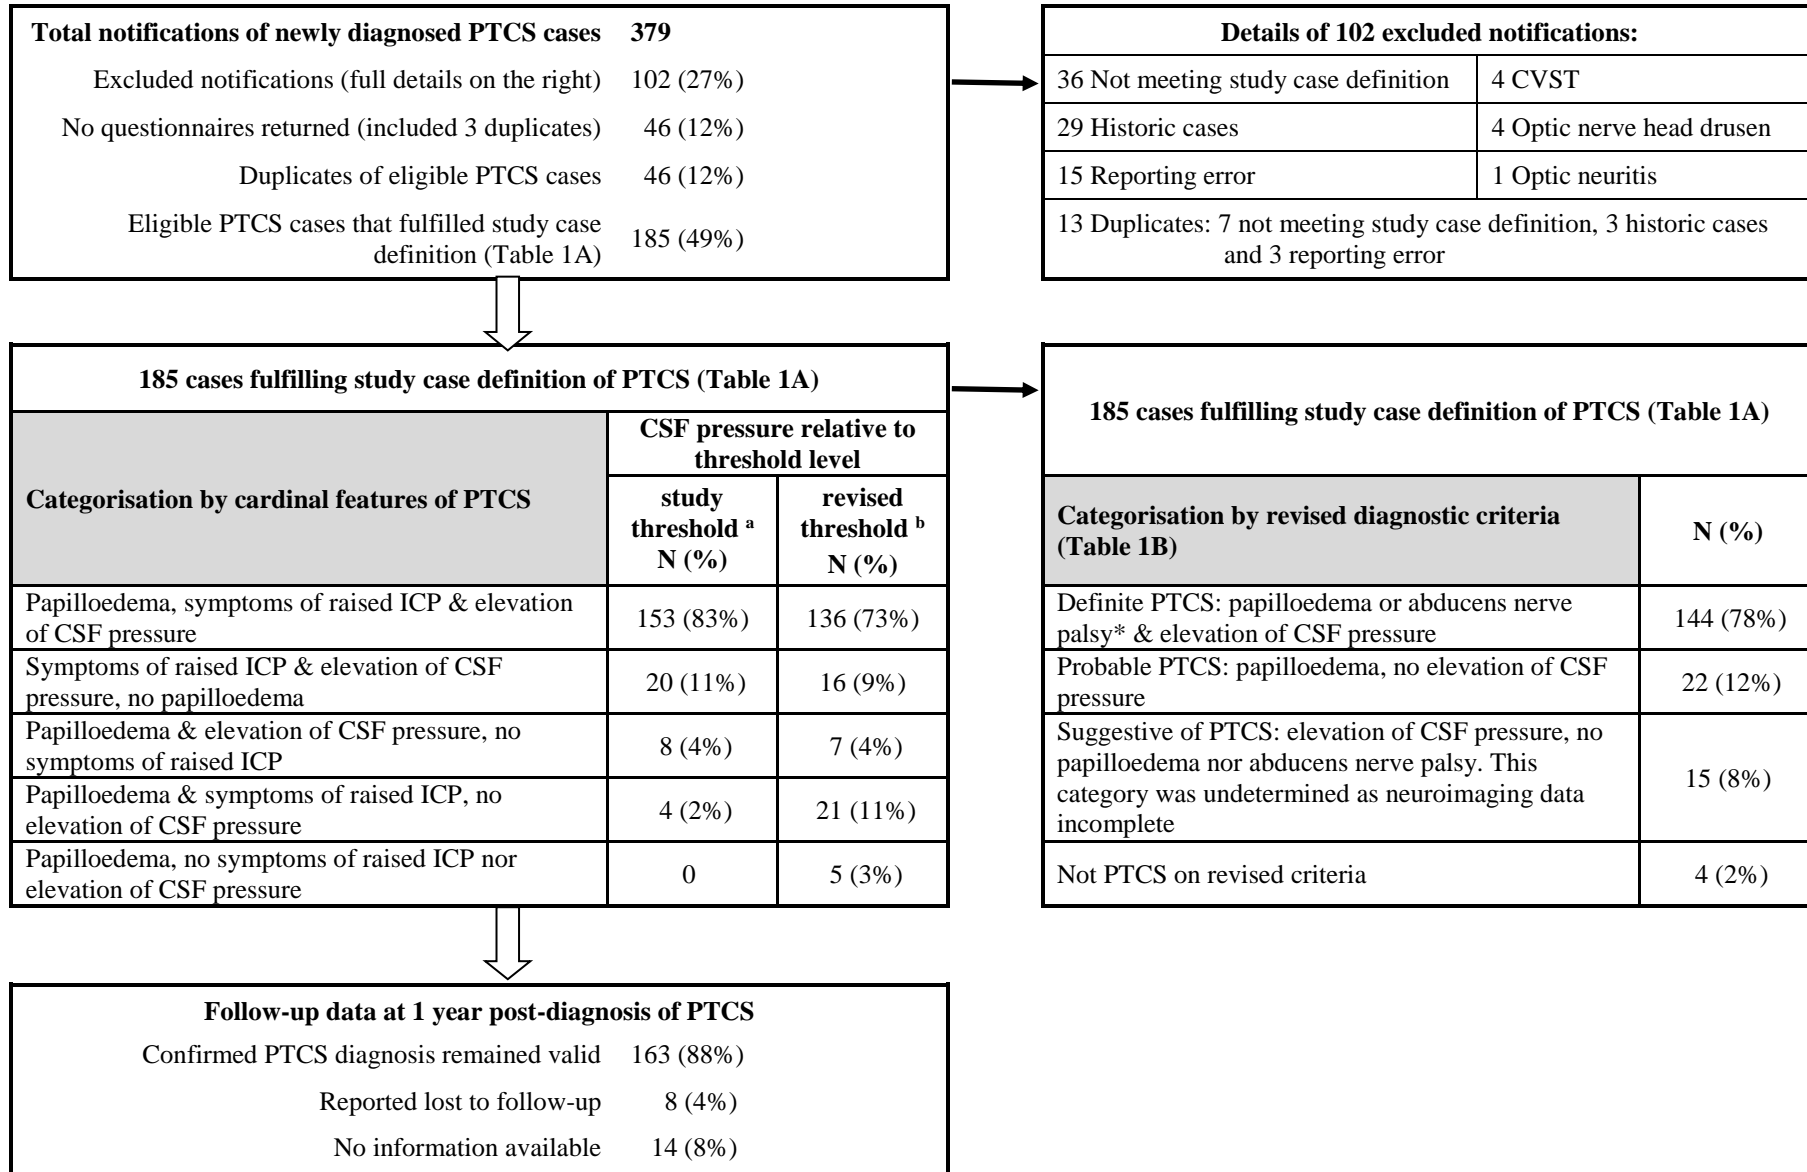 Total notifications of newly diagnosed PTCS cases 379
Excluded notifications (full details on the right) 102 (27%)
No questionnaires returned (included 3 duplicates) 46 (12%)
Duplicates of eligible PTCS cases 46 (12%)
Eligible PTCS cases that fulfilled study case
definition (Table 1A) 185 (49%)
Details of 102 excluded notifications:
36 Not meeting study case definition 4 CVST
29 Historic cases 4 Optic nerve head drusen
15 Reporting error 1 Optic neuritis
13 Duplicates: 7 not meeting study case definition, 3 historic cases
and 3 reporting error
185 cases fulfilling study case definition of PTCS (Table 1A)
Categorisation by cardinal features of PTCS
CSF pressure relative to
threshold level
study
threshold a
N (%)
revised
threshold b
N (%)
Papilloedema, symptoms of raised ICP & elevation
of CSF pressure
153 (83%) 136 (73%)
Symptoms of raised ICP & elevation of CSF
pressure, no papilloedema
20 (11%) 16 (9%)
Papilloedema & elevation of CSF pressure, no
symptoms of raised ICP
8 (4%) 7 (4%)
Papilloedema & symptoms of raised ICP, no
elevation of CSF pressure
4 (2%) 21 (11%)
Papilloedema, no symptoms of raised ICP nor
elevation of CSF pressure
0 5 (3%)
185 cases fulfilling study case definition of PTCS (Table 1A)
Categorisation by revised diagnostic criteria
(Table 1B)
N (%)
Definite PTCS: papilloedema or abducens nerve
palsy* & elevation of CSF pressure
144 (78%)
Probable PTCS: papilloedema, no elevation of CSF
pressure
22 (12%)
Suggestive of PTCS: elevation of CSF pressure, no
papilloedema nor abducens nerve palsy. This
category was undetermined as neuroimaging data
incomplete
15 (8%)
Not PTCS on revised criteria 4 (2%)
Follow-up data at 1 year post-diagnosis of PTCS
Confirmed PTCS diagnosis remained valid 163 (88%)
Reported lost to follow-up 8 (4%)
No information available 14 (8%)